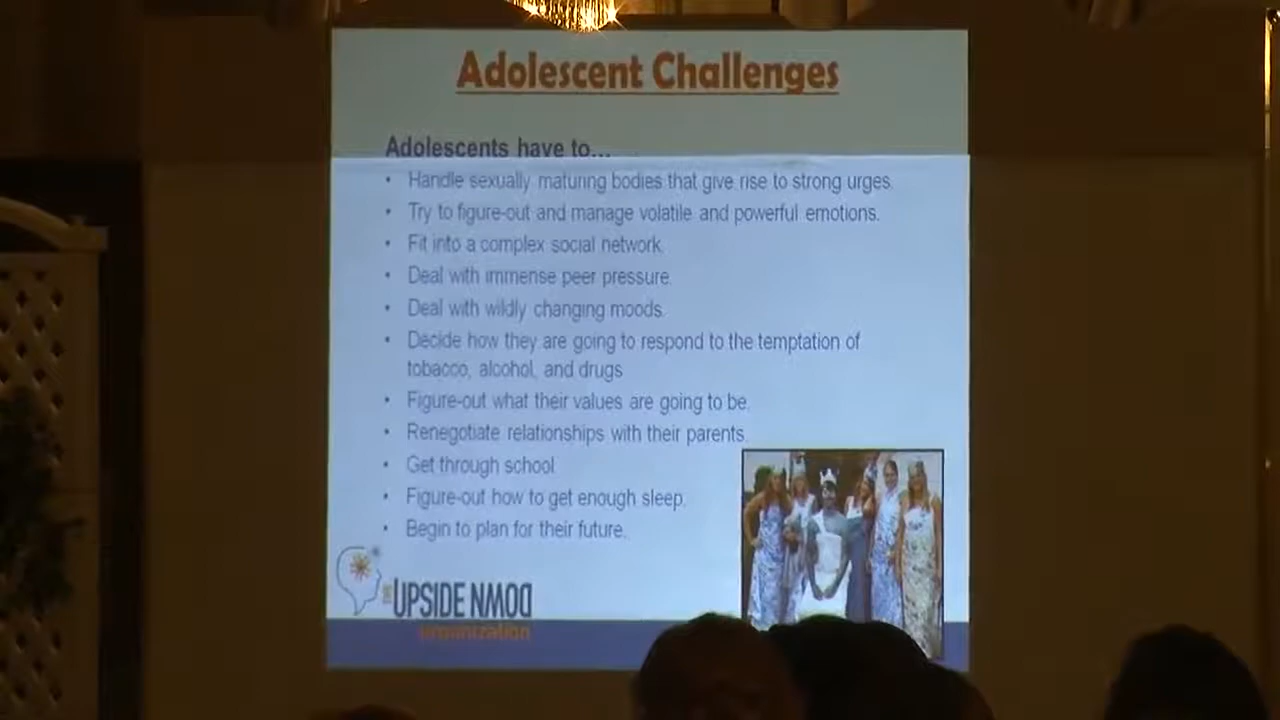 Adolescent Challenges
Adolescents have to...
• Handle sexually maturing bodies that give rise to strong urges.
• Try to figure-out and manage volatile and powerful emotions.
• Fit into a complex social network.
• Deal with immense peer pressure.
• Deal with wildly changing moods.
• Decide how they are going to respond to the temptation of
tobacco, alcohol, and drugs
• Figure-out what their values are going to be.
• Renegotiate relationships with their parents.
• Get through school
• Figure-out how to get enough sleep.
• Begin to plan for their future.
UPSIDE NMOD
organization